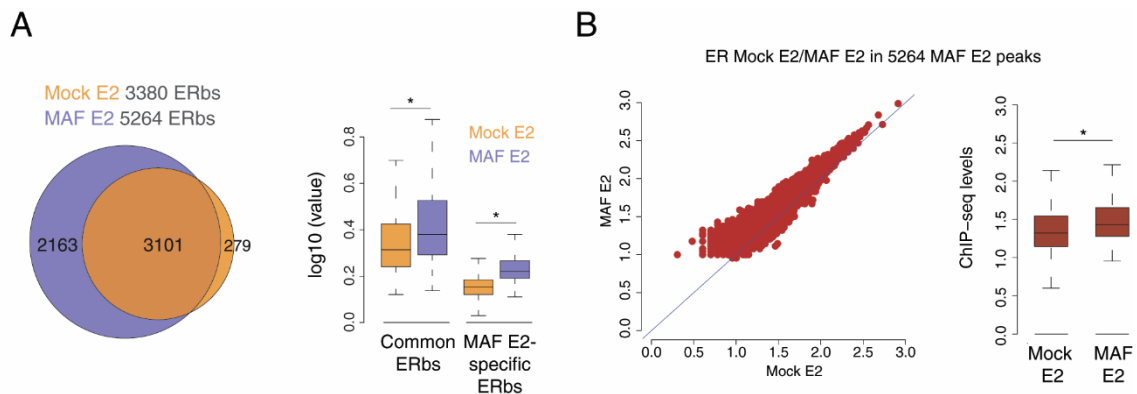 A
Mock E2 3380 ERbs
MAF E2 5264 ERbs
2163
3101
279
log10 (value)
0.0
0.2
0.4
0.6
0.8
*
*
Mock E2
MAF E2
Common
ERbs
MAF E2-
specific
ERbs
B
ER Mock E2/MAF E2 in 5264 MAF E2 peaks
MAF E2
0.0
0.5
1.0
1.5
2.0
2.5
3.0
0.0 0.5 1.0 1.5 2.0 2.5 3.0
Mock E2
ChIP-seq levels
0.0
0.5
1.0
1.5
2.0
2.5
3.0
*
Mock
E2
MAF
E2